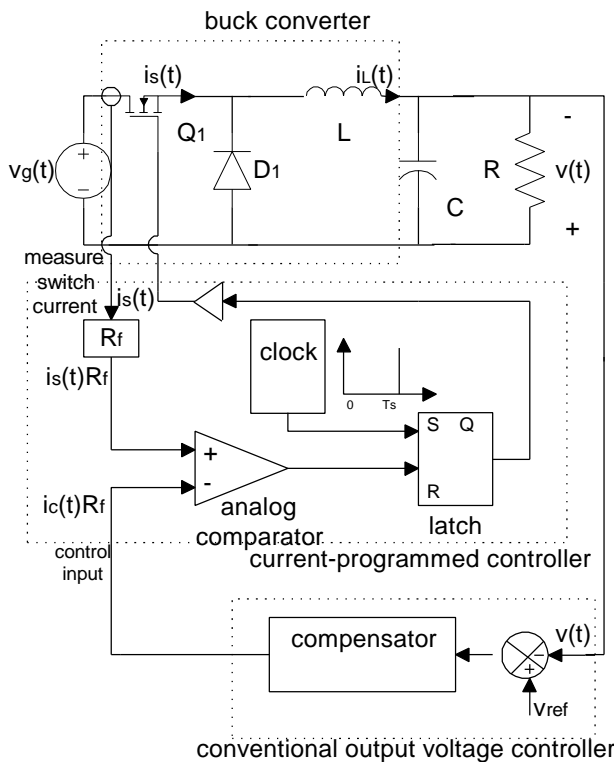 buck converter
is(t)
iL(t)
Q1
D1
L
C
R
-
v(t)
+
vg(t)
+
-
measure
switch
current
is(t)
Rf
is(t)Rf
clock
0
Ts
S Q
R
latch
+
-
analog
comparator
ic(t)Rf
control
input
current-programmed controller
compensator
v(t)
-
+
vref
conventional output voltage controller